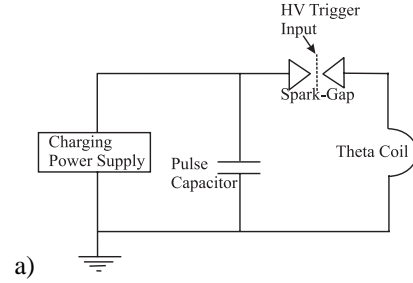 HV Trigger
Input
Spark-Gap
Charging
Power Supply
Pulse
Capacitor
Theta Coil
a)